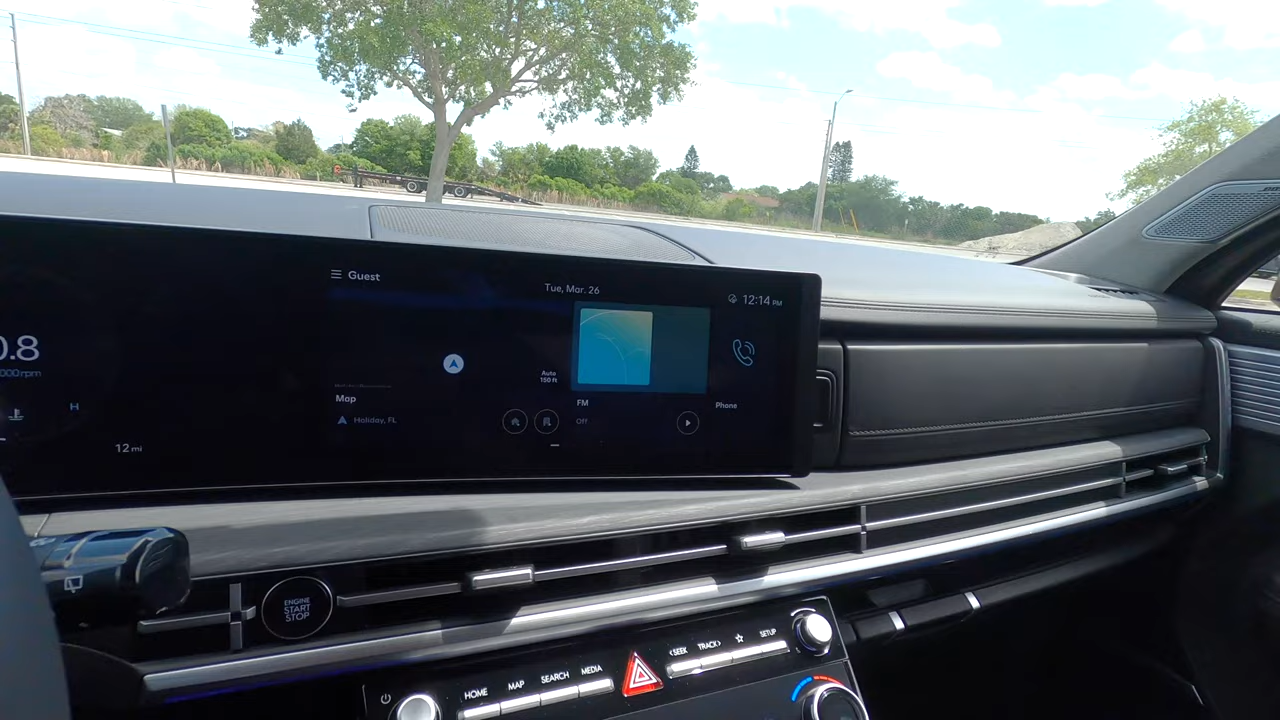 Guest
Tue, Mar. 26
12:14 PM
0.8
000rpm
H
12 mi
Auto
150 ft
Map
Holiday, FL
FM
Off
Phone
ENGINE
START
STOP
HOME
MAP
SEARCH
MEDIA
<SEEK
TRACK>
SETUP